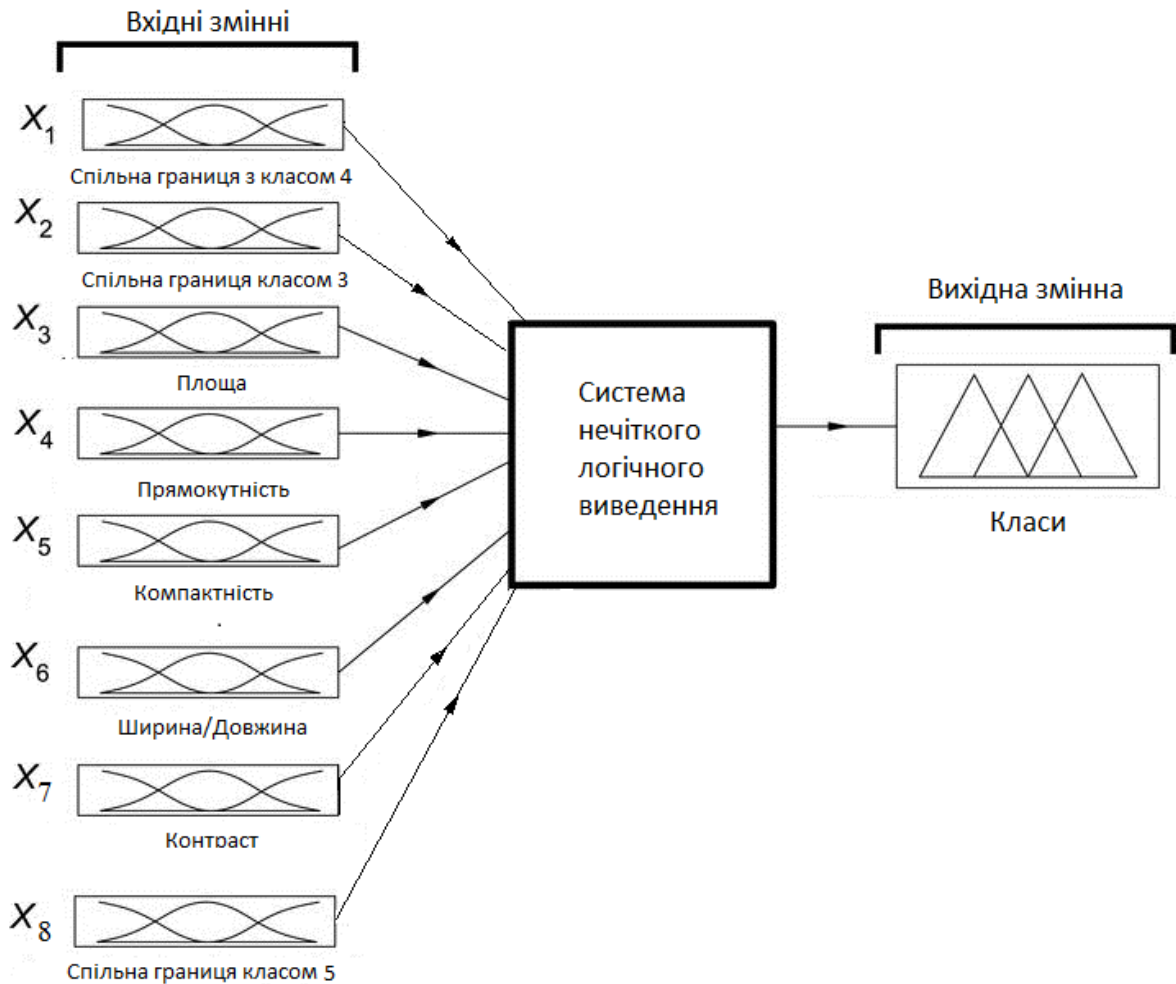 Вхідні змінні
X1
Спільна границя з класом 4
X2
Спільна границя класом 3
X3
Площа
X4
Прямокутність
X5
Компактність
X6
Ширина/Довжина
X7
Контраст
X8
Спільна границя класом 5
Система
нечіткого
логічного
виведення
Вихідна змінна
Класи